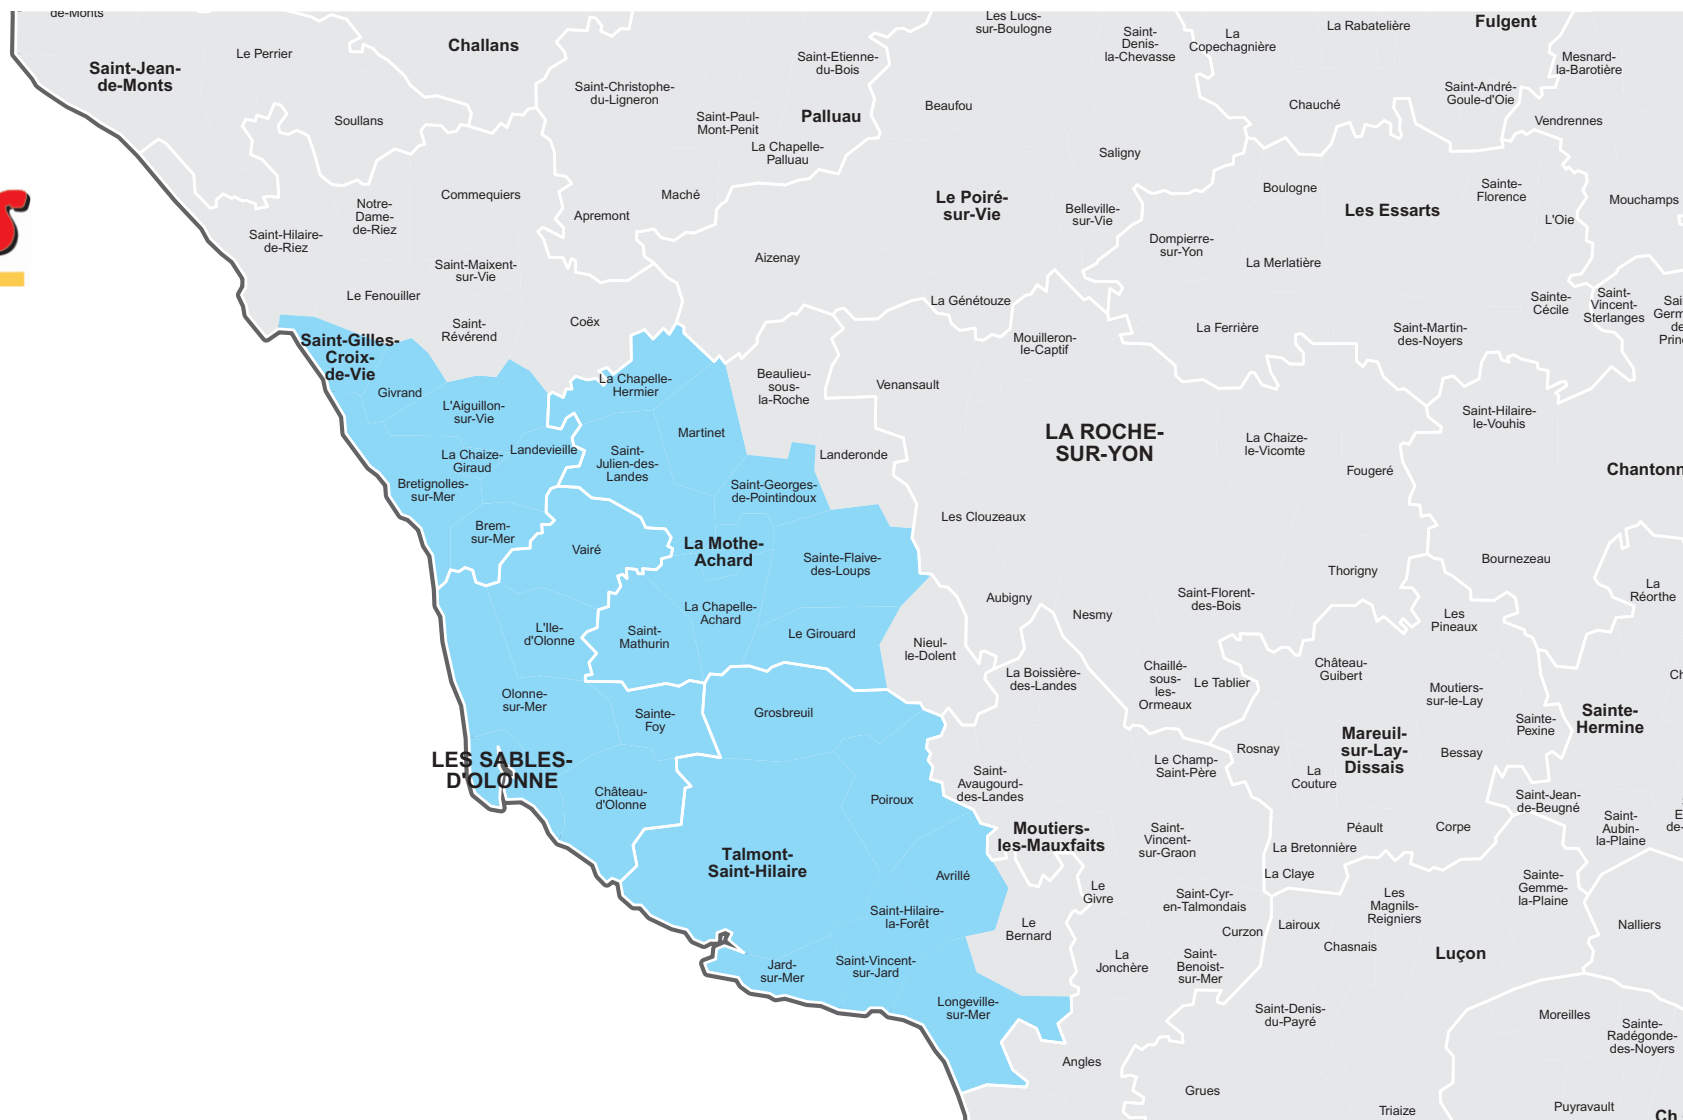 de-Monts
Le Perrier
Challans
Saint-Jean-
de-Monts
Soullans
Saint-Christophe-
du-Ligneron
Saint-Etienne-
du-Bois
Saint-Paul-
Mont-Penit
Palluau
La Chapelle-
Palluau
Les Lucs-
sur-Boulogne
Saint-
Denis-
la-Chevasse
La
Copechagnière
La Rabatelière
Fulgent
Mesnard-
la-Barotière
Saint-André-
Goule-d'Oie
Chauché
Vendrennes
Beaufou
Saligny
Commequiers
Maché
Apremont
Notre-
Dame-
de-Riez
Saint-Hilaire-
de-Riez
Le Poiré-
sur-Vie
Belleville-
sur-Vie
Boulogne
Les Essarts
Sainte-
Florence
L'Oie
Mouchamps
Dompierre-
sur-Yon
La Merlatière
Saint-Maixent-
sur-Vie
Le Fenouiller
Aizenay
La Génétouze
Coëx
Saint-
Révérend
Mouilleron-
le-Captif
La Ferrière
Saint-Martin-
des-Noyers
Sainte-
Cécile
Saint-
Vincent-
Sterlanges
Saint-Gilles-
Croix-
de-Vie
Givrand
L'Aiguillon-
sur-Vie
La Chapelle-
Hermier
Beaulieu-
sous-
la-Roche
Venansault
Martinet
Landevieille
La Chaize-
Giraud
Saint-
Julien-des-
Landes
Landeronde
LA ROCHE-
SUR-YON
La Chaize-
le-Vicomte
Fougeré
Saint-Hilaire-
le-Vouhis
Chantonn
Bretignolles-
sur-Mer
Saint-Georges-
de-Pointindoux
Les Clouzeaux
Brem-
sur-Mer
Vairé
La Mothe-
Achard
Sainte-Flaive-
des-Loups
Bournezeau
Thorigny
La
Réorthe
Aubigny
Nesmy
Saint-Florent-
des-Bois
Les
Pineaux
La Chapelle-
Achard
Le Girouard
L'Ile-
d'Olonne
Saint-
Mathurin
Nieul-
le-Dolent
La Boissière-
des-Landes
Chaillé-
sous-
les-
Ormeaux
Le Tablier
Château-
Guibert
Moutiers-
sur-le-Lay
Sainte-
Pexine
Sainte-
Hermine
Olonne-
sur-Mer
Sainte-
Foy
Grosbreuil
Mareuil-
sur-Lay-
Dissais
Bessay
Rosnay
La
Couture
LES SABLES-
D'OLONNE
Château-
d'Olonne
Poiroux
Saint-
Avaugourd-
des-Landes
Le Champ-
Saint-Père
Saint-Jean-
de-Beugné
Saint-
Aubin-
la-Plaine
Moutiers-
les-Mauxfaits
Saint-
Vincent-
sur-Graon
Péault
Corpe
La Bretonnière
La Claye
Talmont-
Saint-Hilaire
Avrillé
Saint-Hilaire-
la-Forêt
Le
Givre
Saint-Cyr-
en-Talmondais
Les
Magnils-
Reigniers
Sainte-
Gemme-
la-Plaine
Nalliers
Le
Bernard
Curzon
Lairoux
Chasnais
Luçon
La
Jonchère
Saint-
Benoist-
sur-Mer
Jard-
sur-Mer
Saint-Vincent-
sur-Jard
Longeville-
sur-Mer
Saint-Denis-
du-Payré
Moreilles
Sainte-
Radégonde-
des-Noyers
Angles
Grues
Triaize
Puyravault